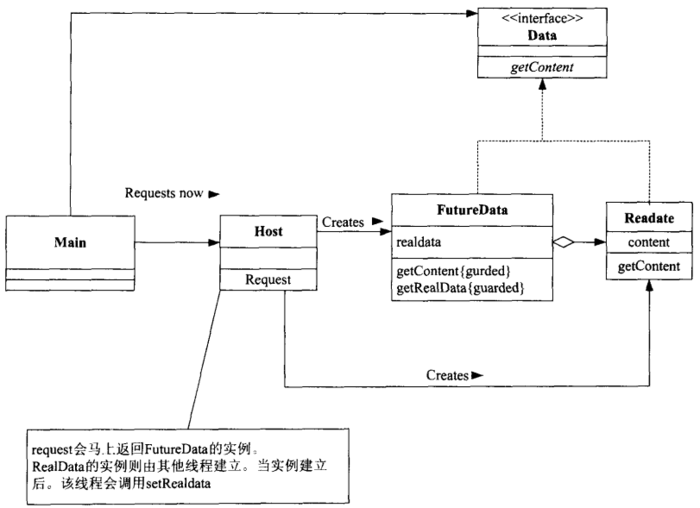 <<interface>>
Data
getContent
Requests now ►
Main
Host
Request
Creates ►
FutureData
realdata
getContent{gurded}
getRealData{guarded}
Readate
content
getContent
Creates►
request会马上返回FutureData的实例。
RealData的实例则由其他线程建立。当实例建立
后。该线程会调用setRealdata